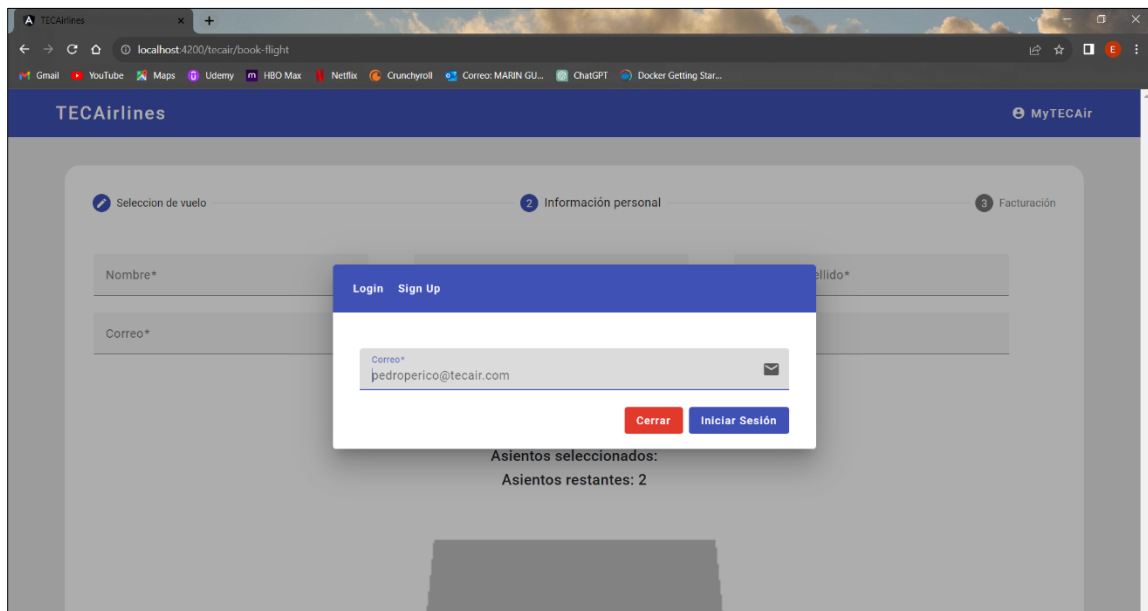 TECAirlines
localhost:4200/tecair/book-flight
E
Gmail YouTube Maps Udemy HBO Max Netflix Crunchyroll Correo: MARIN GU... ChatGPT Docker Getting Star...
TECAirlines MyTECAir
Seleccion de vuelo 2 Información personal 3 Facturación
Nombre* ellido*
Login Sign Up
Correo*
Correo*
pedroperico@tecair.com
Cerrar Iniciar Sesión
Asientos seleccionados:
Asientos restantes: 2